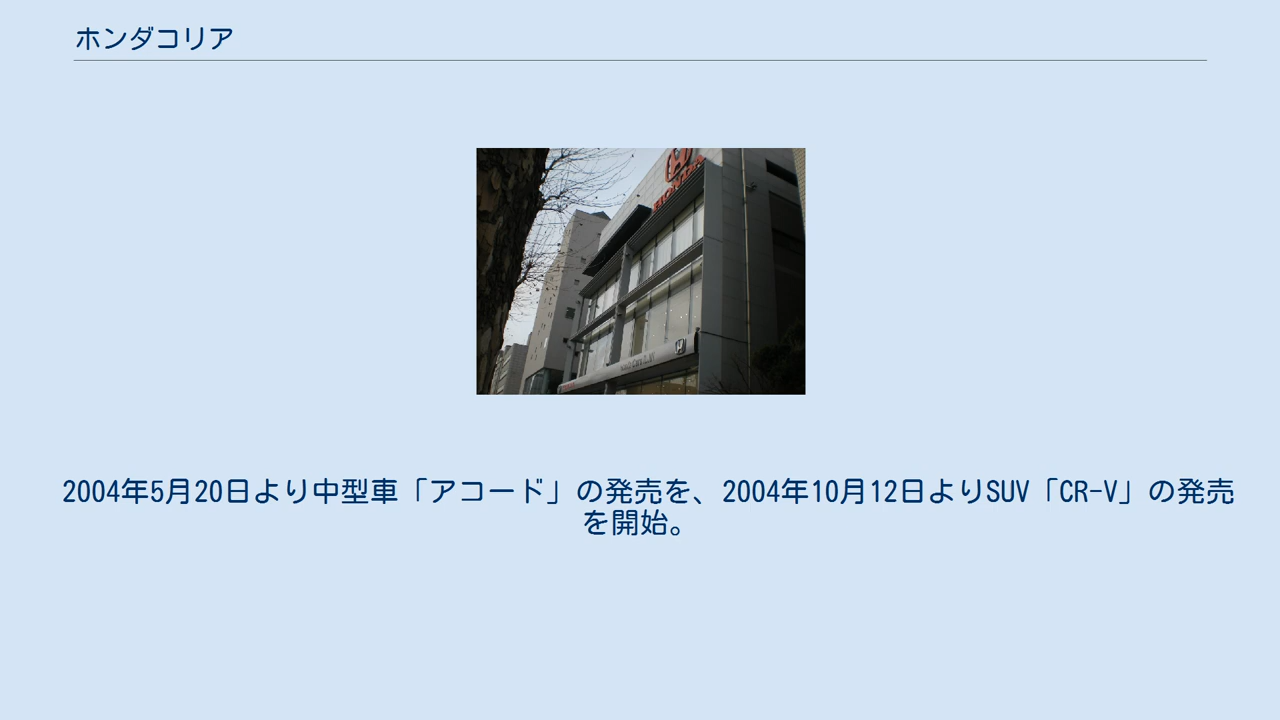 ホンダコリア
HONDA
2004年5月20日より中型車「アコード」の発売を、2004年10月12日よりSUV「CR-V」の発売
を開始。